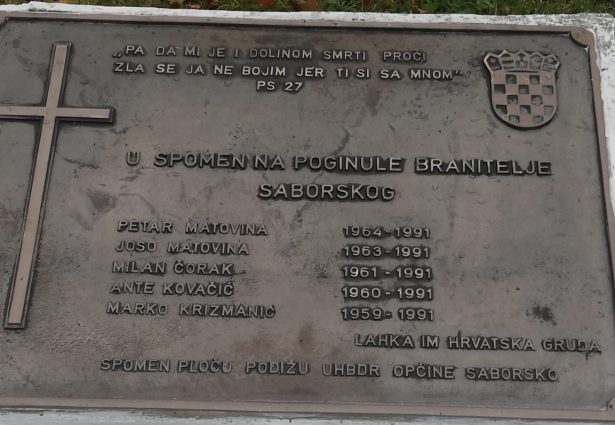 „PA DA MI JE I DOLINOM SMRTI PROĆI
ZLA SE JA NE BOJIM JER TI SI SA MNOM“
PS 27
U SPOMEN NA POGINULE BRANITELJE
SABORSKOG
PETAR MATOVINA 1964-1991
JOSO MATOVINA 1963-1991
MILAN ČORAK 1961-1991
ANTE KOVAČIĆ 1960-1991
MARKO KRIZMANIĆ 1959-1991
LAHKA IM HRVATSKA GRUDA
SPOMEN PLOČU PODIŽU UHBDR OPĆINE SABORSKO